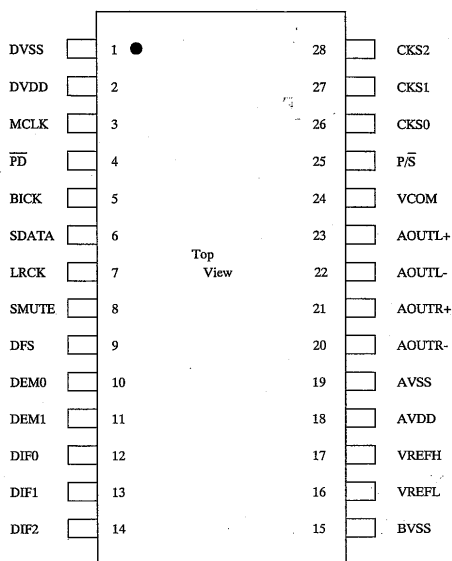 DVSS 1 28 CKS2
DVDD 2 27 CKS1
MCLK 3 26 CKS0
P̅D̅ 4 25 P/S̅
BICK 5 24 VCOM
SDATA 6 23 AOUTL+
Top
LRCK 7 View 22 AOUTL-
SMUTE 8 21 AOUTR+
DFS 9 20 AOUTR-
DEM0 10 19 AVSS
DEM1 11 18 AVDD
DIF0 12 17 VREFH
DIF1 13 16 VREFL
DIF2 14 15 BVSS